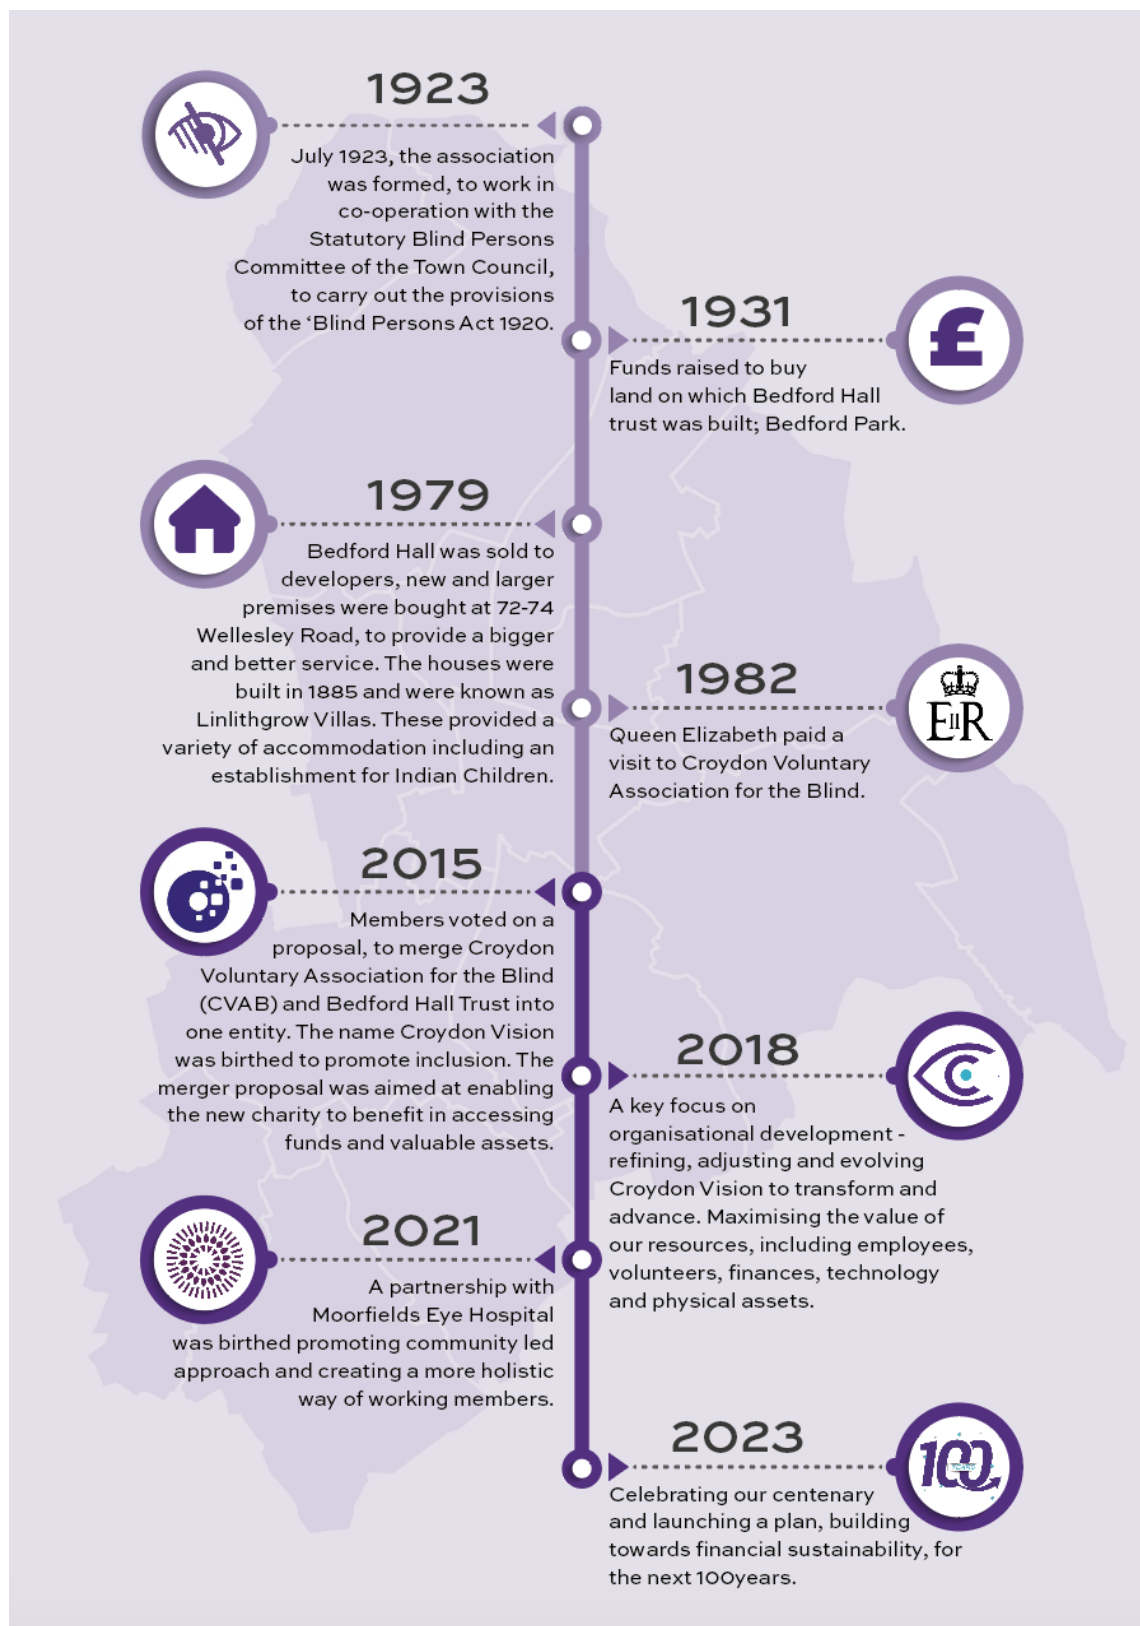 1923
July 1923, the association
was formed, to work in
co-operation with the
Statutory Blind Persons
Committee of the Town Council,
to carry out the provisions
of the ‘Blind Persons Act 1920.
1931
£
Funds raised to buy
land on which Bedford Hall
trust was built; Bedford Park.
1979
Bedford Hall was sold to
developers, new and larger
premises were bought at 72-74
Wellesley Road, to provide a bigger
and better service. The houses were
built in 1885 and were known as
Linlithgrow Villas. These provided a
variety of accommodation including an
establishment for Indian Children.
1982
EIIR
Queen Elizabeth paid a
visit to Croydon Voluntary
Association for the Blind.
2015
Members voted on a
proposal, to merge Croydon
Voluntary Association for the Blind
(CVAB) and Bedford Hall Trust into
one entity. The name Croydon Vision
was birthed to promote inclusion. The
merger proposal was aimed at enabling
the new charity to benefit in accessing
funds and valuable assets.
2018
A key focus on
organisational development -
refining, adjusting and evolving
Croydon Vision to transform and
advance. Maximising the value of
our resources, including employees,
volunteers, finances, technology
and physical assets.
2021
A partnership with
Moorfields Eye Hospital
was birthed promoting community led
approach and creating a more holistic
way of working members.
2023
100
Celebrating our centenary
and launching a plan, building
towards financial sustainability, for
the next 100years.